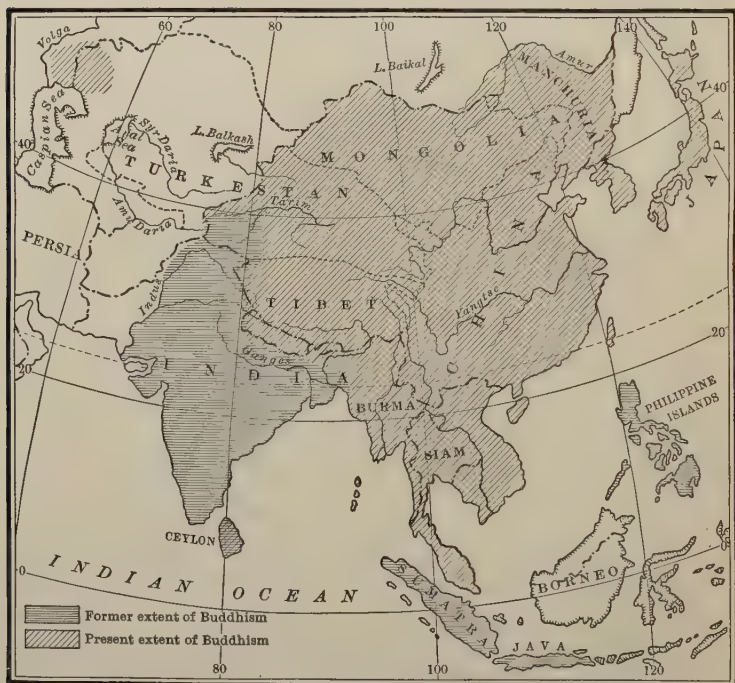 60
80
100
120
140
Volga
L. Baikal
Amur
MANCHURIA
40
Caspian Sea
Aral Sea
Syr Daria
L. Balkash
MONGOLIA
JAPAN
40
TURKESTAN
Tarim
Amu Daria
PERSIA
Indus
TIBET
CHINA
Yangtse
20
Ganges
INDIA
20
BURMA
PHILIPPINE
ISLANDS
SIAM
CEYLON
0
INDIAN OCEAN
SUMATRA
BORNEO
0
Former extent of Buddhism
Present extent of Buddhism
JAVA
80
100
120